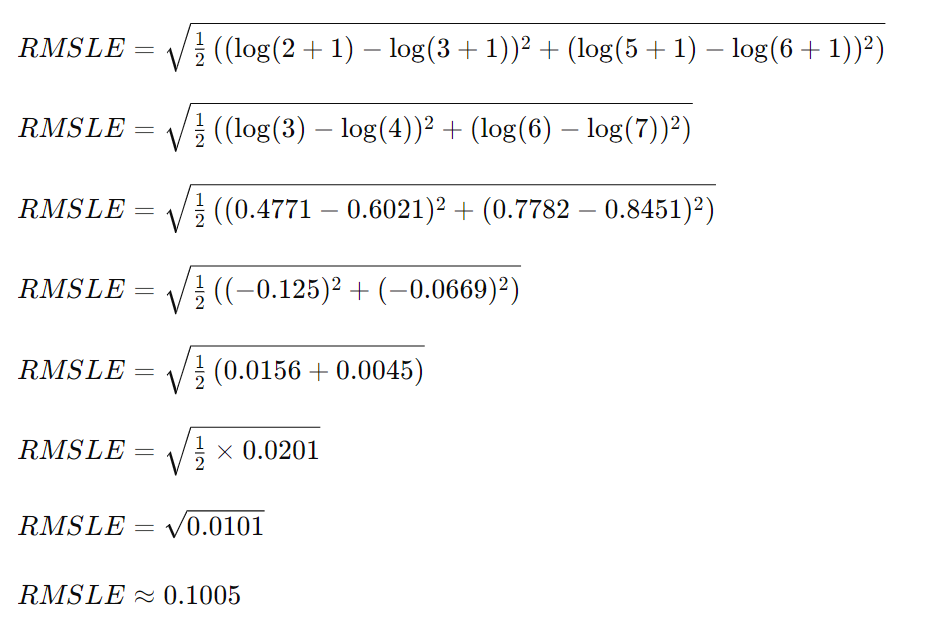 RMSLE = √(½ ((log(2 + 1) − log(3 + 1))² + (log(5 + 1) − log(6 + 1))²))
RMSLE = √(½ ((log(3) − log(4))² + (log(6) − log(7))²))
RMSLE = √(½ ((0.4771 − 0.6021)² + (0.7782 − 0.8451)²))
RMSLE = √(½ ((−0.125)² + (−0.0669)²))
RMSLE = √(½ (0.0156 + 0.0045))
RMSLE = √(½ × 0.0201)
RMSLE = √0.0101
RMSLE ≈ 0.1005